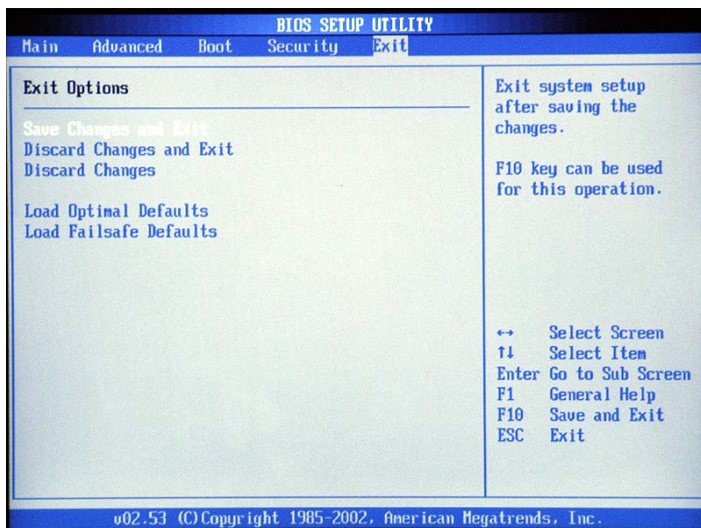 BIOS SETUP UTILITY
Main Advanced Boot Security Exit
Exit Options
Save Changes and Exit
Discard Changes and Exit
Discard Changes
Load Optimal Defaults
Load Failsafe Defaults
Exit system setup
after saving the
changes.
F10 key can be used
for this operation.
↔ Select Screen
↑↓ Select Item
Enter Go to Sub Screen
F1 General Help
F10 Save and Exit
ESC Exit
v02.53 (C)Copyright 1985-2002, American Megatrends, Inc.